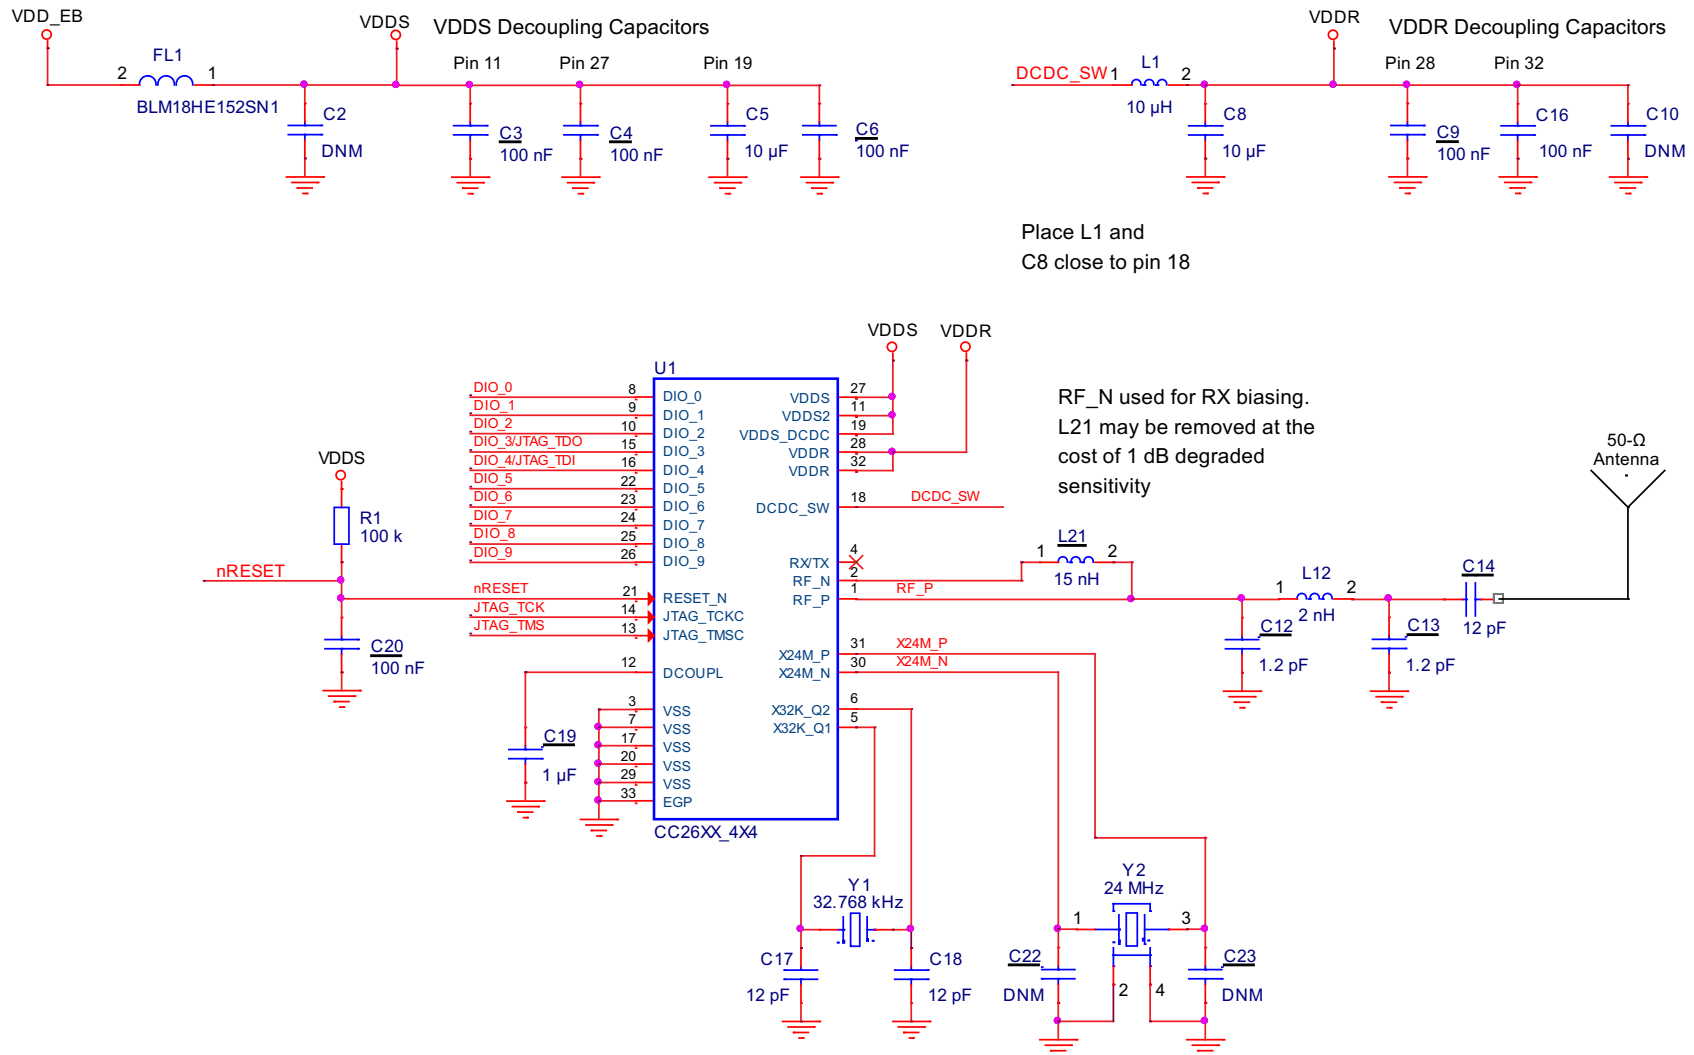 VDD_EB
VDDS
VDDS Decoupling Capacitors
VDDR
VDDR Decoupling Capacitors
FL1
2
1
BLM18HE152SN1
Pin 11
Pin 27
Pin 19
C2
DNM
C3
100 nF
C4
100 nF
C5
10 µF
C6
100 nF
DCDC_SW
1
L1
2
10 µH
Pin 28
Pin 32
C8
10 µF
C9
100 nF
C16
100 nF
C10
DNM
Place L1 and
C8 close to pin 18
VDDS
VDDR
U1
DIO_0
8
DIO_0
DIO_1
9
DIO_1
DIO_2
10
DIO_2
DIO_3/JTAG_TDO
15
DIO_3
DIO_4/JTAG_TDI
16
DIO_4
DIO_5
22
DIO_5
DIO_6
23
DIO_6
DIO_7
24
DIO_7
DIO_8
25
DIO_8
DIO_9
26
DIO_9
nRESET
21
RESET_N
JTAG_TCK
14
JTAG_TCKC
JTAG_TMS
13
JTAG_TMSC
12
DCOUPL
3
VSS
7
VSS
17
VSS
20
VSS
29
VSS
33
EGP
CC26XX_4X4
VDDS
27
VDDS2
11
VDDS_DCDC
19
VDDR
28
VDDR
32
DCDC_SW
18
DCDC_SW
RX/TX
4
RF_N
2
RF_P
1
RF_P
X24M_P
31
X24M_P
X24M_N
30
X24M_N
X32K_Q2
6
X32K_Q1
5
VDDS
R1
100 k
nRESET
C20
100 nF
C19
1 µF
RF_N used for RX biasing.
L21 may be removed at the
cost of 1 dB degraded
sensitivity
L21
1
2
15 nH
50-Ω
Antenna
L12
1
2
2 nH
C14
12 pF
C12
1.2 pF
C13
1.2 pF
Y1
32.768 kHz
C17
12 pF
C18
12 pF
Y2
24 MHz
1
3
2
4
C22
DNM
C23
DNM